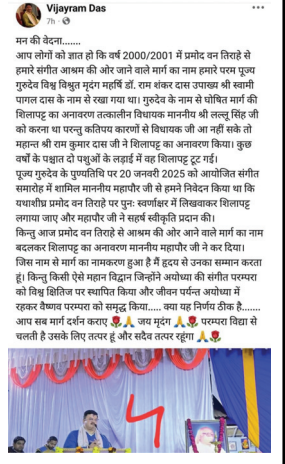 Vijayram Das
7h
मन की वेदना.......
आप लोगों को ज्ञात हो कि वर्ष 2000/2001 में प्रमोद वन तिराहे से
हमारे संगीत आश्रम की ओर जाने वाले मार्ग का नाम हमारे परम पूज्य
गुरुदेव विश्व विश्रुत मृदंग महर्षि डॉ. राम शंकर दास उपाख्य श्री स्वामी
पागल दास के नाम से रखा गया था। गुरुदेव के नाम से घोषित मार्ग की
शिलापट्ट का अनावरण तत्कालीन विधायक माननीय श्री लल्लू सिंह जी
को करना था परन्तु कतिपय कारणों से विधायक जी आ नहीं सके तो
महान्त श्री राम कुमार दास जी ने शिलापट्ट का अनावरण किया। कुछ
वर्षों के पश्चात दो पशुओं के लड़ाई में वह शिलापट्ट टूट गई।
पूज्य गुरुदेव के पुण्यतिथि पर 20 जनवरी 2025 को आयोजित संगीत
समारोह में शामिल माननीय महापौर जी से हमने निवेदन किया था कि
यथाशीघ्र प्रमोद वन तिराहे पर पुनः स्वर्णक्षर में लिखवाकर शिलापट्ट
लगाया जाए और महापौर जी ने सहर्ष स्वीकृति प्रदान की।
किन्तु आज प्रमोद वन तिराहे से आश्रम की ओर आने वाले मार्ग का नाम
बदलकर शिलापट्ट का अनावरण माननीय महापौर जी ने कर दिया।
जिस नाम से मार्ग का नामकरण हुआ है मैं हृदय से उनका सम्मान करता
हूं। किन्तु किसी ऐसे महान विद्वान जिन्होंने अयोध्या की संगीत परम्परा
को विश्व क्षितिज पर स्थापित किया और जीवन पर्यन्त अयोध्या में
रहकर वैष्णव परम्परा को समृद्ध किया..... क्या यह निर्णय ठीक है.......
आप सब मार्ग दर्शन कराए 🌹🙏 जय मृदंग 🙏🌹 परम्परा विद्या से
चलती है उसके लिए तत्पर हूं और सदैव तत्पर रहूंगा 🙏🌹